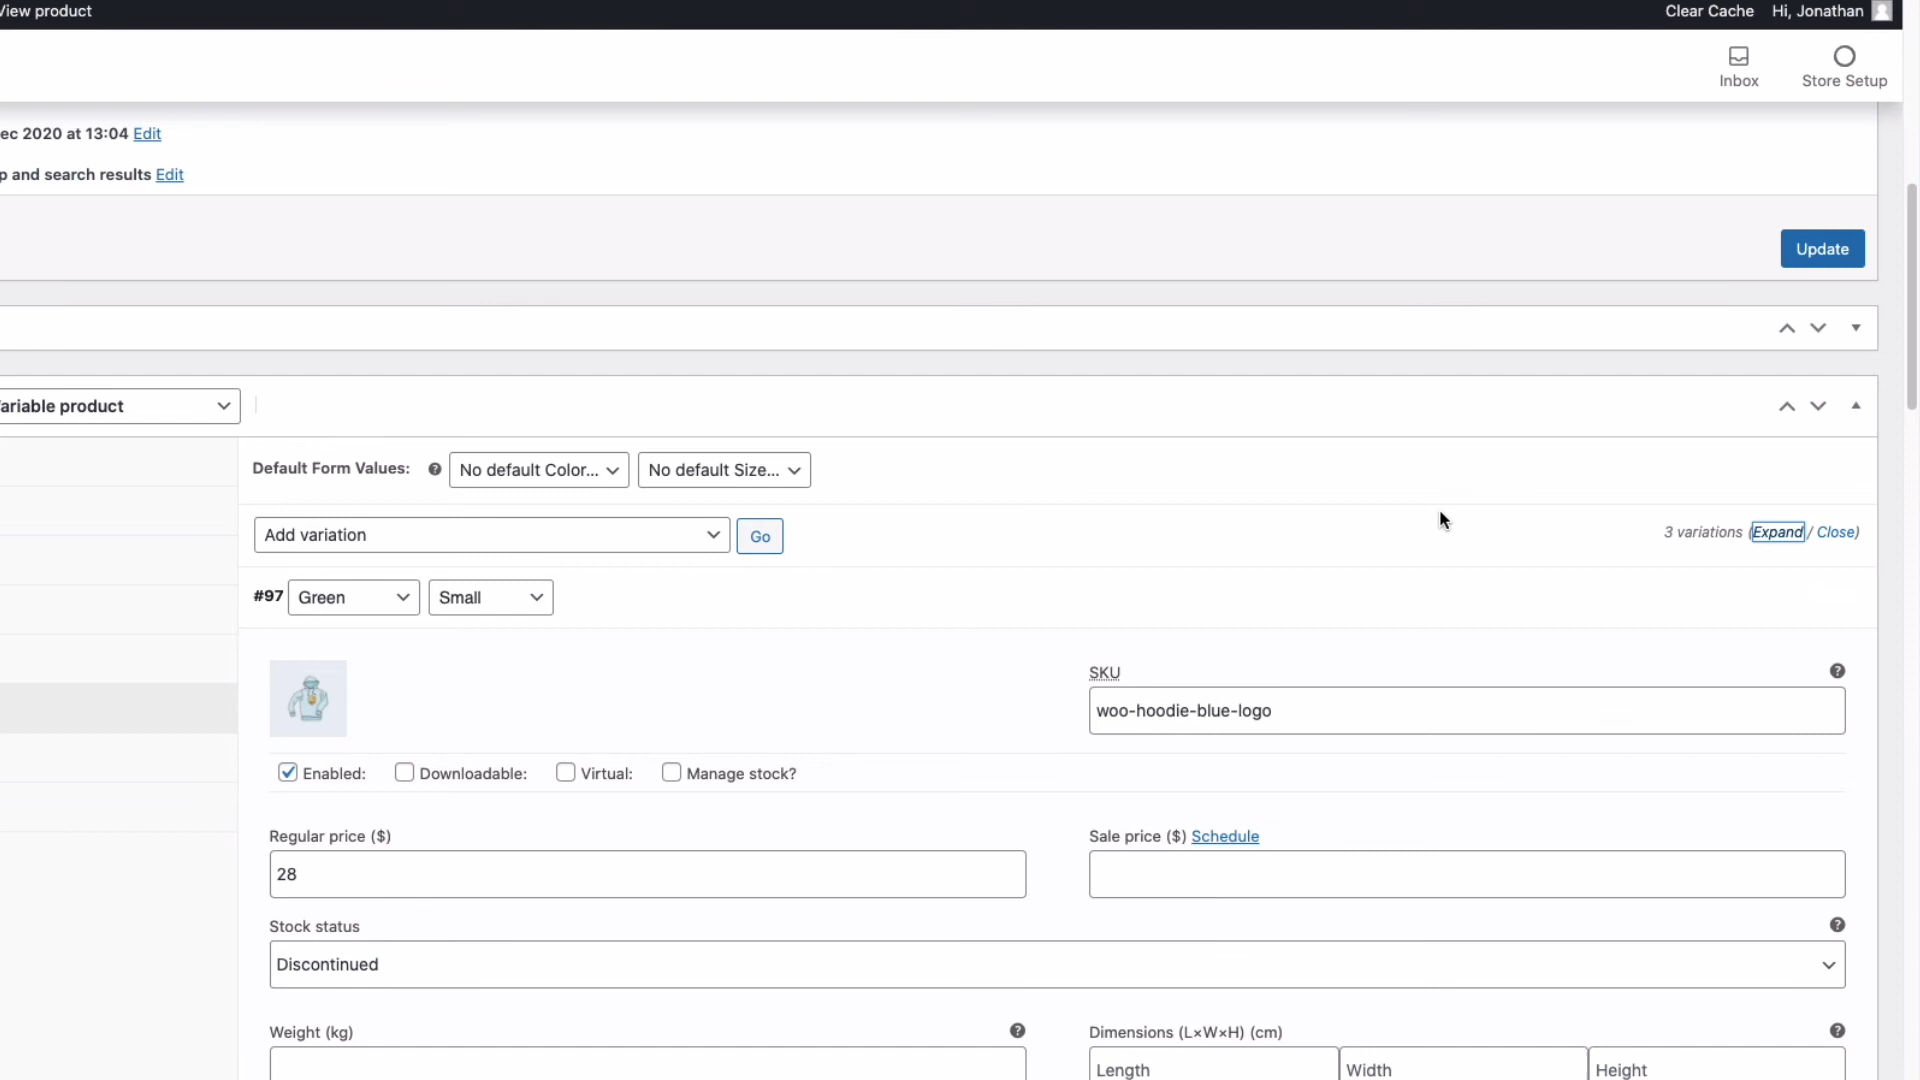 View product Clear Cache Hi, Jonathan
Inbox Store Setup
ec 2020 at 13:04 Edit
p and search results Edit
Update
ariable product
Default Form Values: No default Color... No default Size...
Add variation Go 3 variations (Expand / Close)
#97 Green Small
SKU
woo-hoodie-blue-logo
Enabled: Downloadable: Virtual: Manage stock?
Regular price ($) Sale price ($) Schedule
28
Stock status
Discontinued
Weight (kg) Dimensions (L×W×H) (cm)
Length Width Height